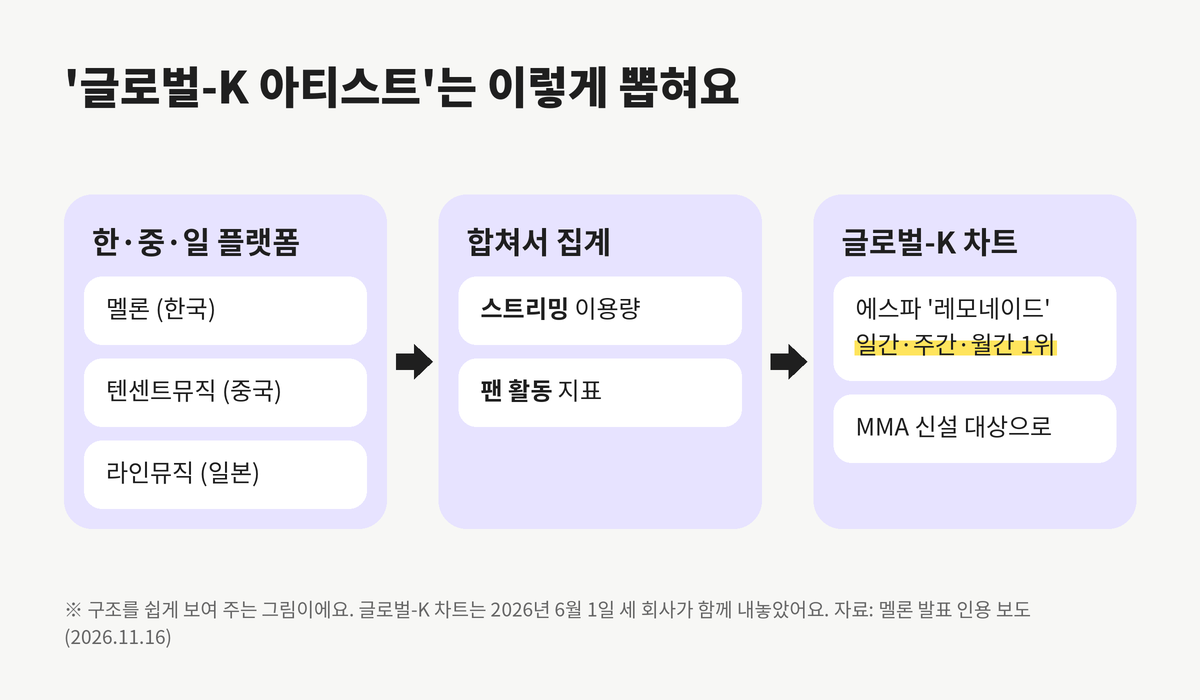 '글로벌-K 아티스트'는 이렇게 뽑혀요
한·중·일 플랫폼
멜론 (한국)
텐센트뮤직 (중국)
라인뮤직 (일본)
합쳐서 집계
스트리밍 이용량
팬 활동 지표
글로벌-K 차트
에스파 '레모네이드'
일간·주간·월간 1위
MMA 신설 대상으로
※ 구조를 쉽게 보여 주는 그림이에요. 글로벌-K 차트는 2026년 6월 1일 세 회사가 함께 내놓았어요. 자료: 멜론 발표 인용 보도
(2026.11.16)